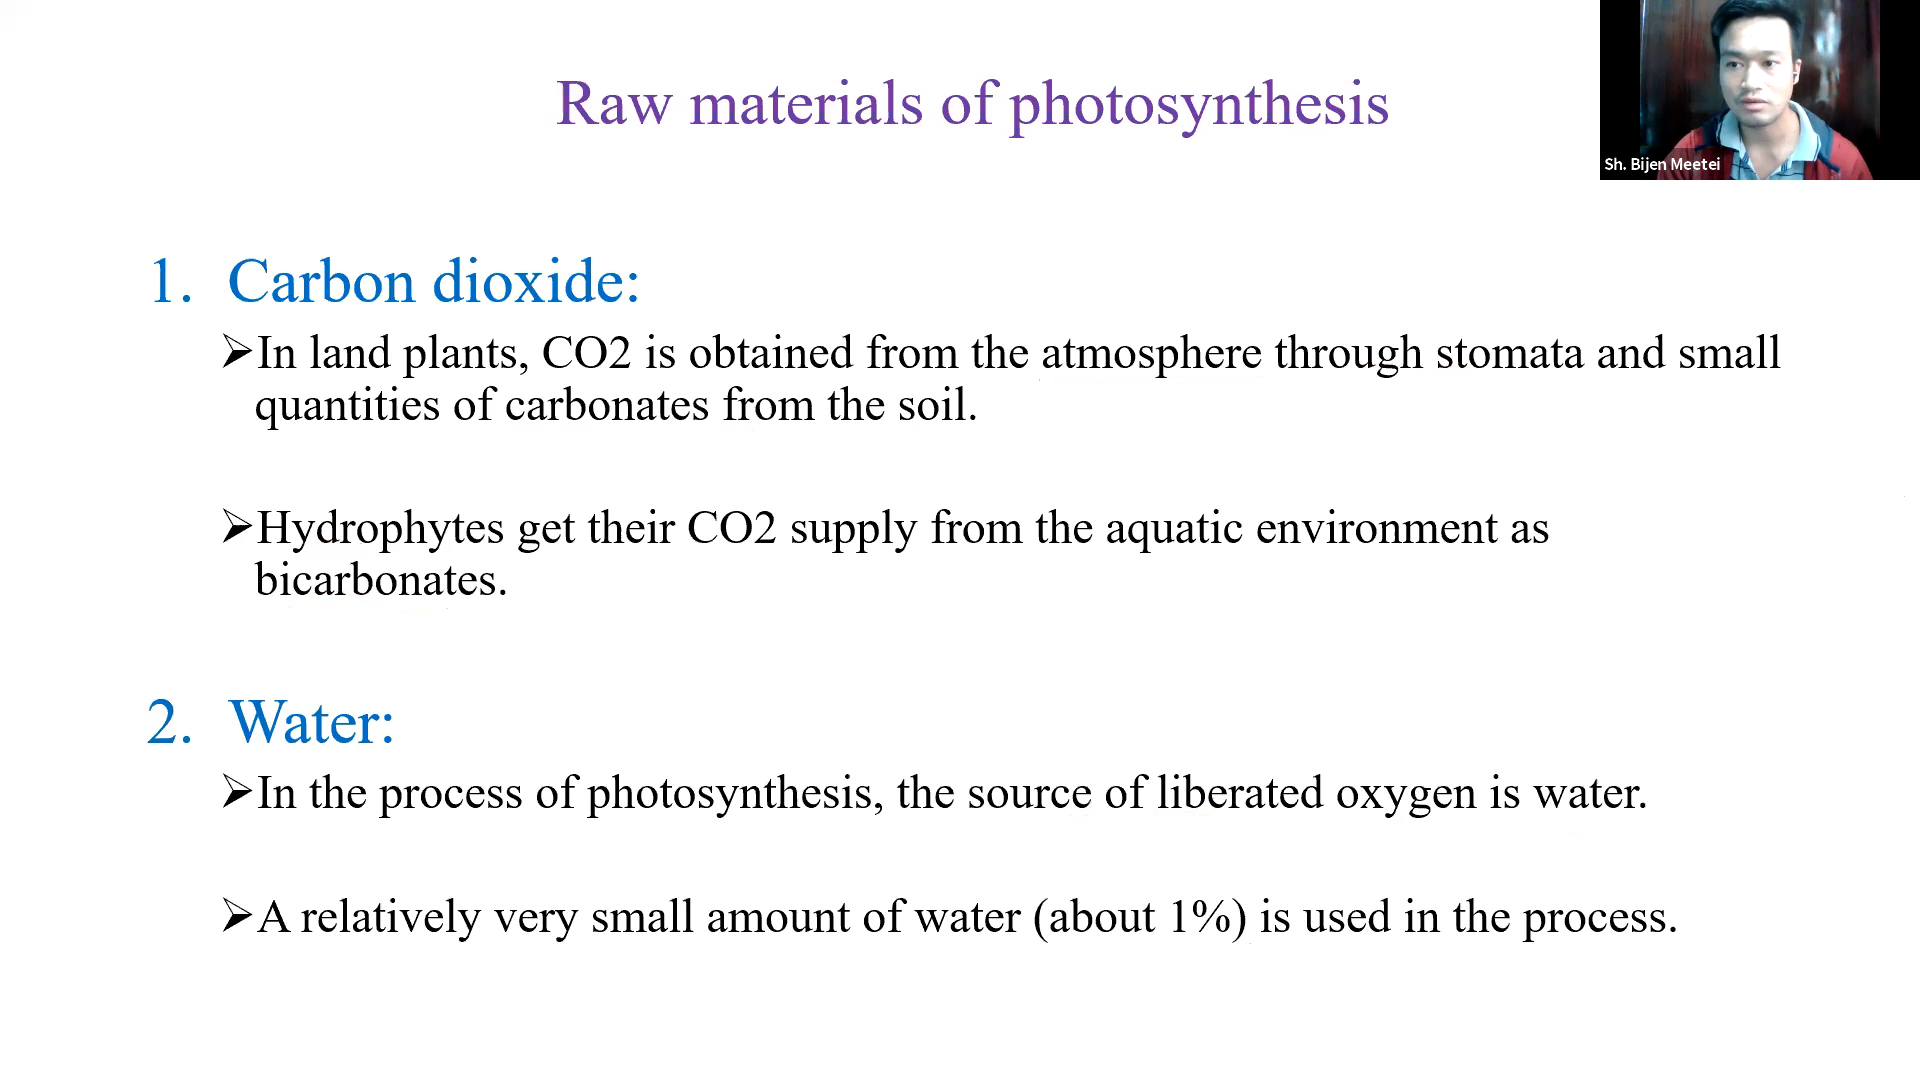 Raw materials of photosynthesis
Sh. Bijen Meetei
1. Carbon dioxide:
➢In land plants, CO2 is obtained from the atmosphere through stomata and small
quantities of carbonates from the soil.
➢Hydrophytes get their CO2 supply from the aquatic environment as
bicarbonates.
2. Water:
➢In the process of photosynthesis, the source of liberated oxygen is water.
➢A relatively very small amount of water (about 1%) is used in the process.